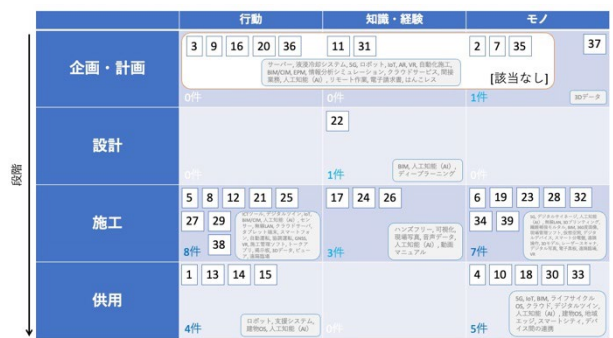 行動
知識・経験
モノ
段階
企画・計画
3 9 16 20 36
11 31
2 7 35
37
サーバー, 液浸冷却システム, 5G, ロボット, IoT, AR, VR, 自動化施工,
BIM/CIM, EPM, 情報分析シミュレーション, クラウドサービス, 間接
業務, 人工知能（AI）, リモート作業, 電子請求書, はんこレス
[該当なし]
0件
0件
1件
3Dデータ
設計
22
0件
1件
BIM, 人工知能（AI）,
ディープラーニング
0件
施工
5 8 12 21 25
27 29
38
8件
17 24 26
3件
ハンズフリー, 可視化,
現場写真, 音声データ,
人工知能（AI）, 動画
マニュアル
6 19 23 28 32
34 39
7件
供用
1 13 14 15
4件
ロボット, 支援システム,
建物OS, 人工知能（AI）
0件
4 10 18 30 33
5件
5G, IoT, BIM, ライフサイクル
OS, クラウド, デジタルツイン,
人工知能（AI）, 建物OS, 地域
エッジ, スマートシティ, デバ
イス間の連携